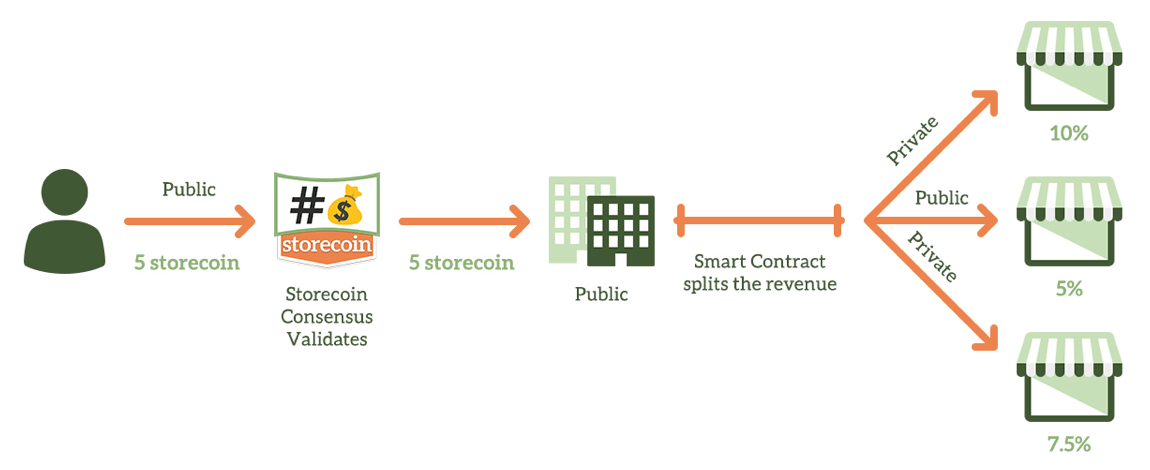 Public
5 storecoin
#
storecoin
Storecoin
Consensus
Validates
5 storecoin
Public
Smart Contract
splits the revenue
Private
10%
Public
5%
Private
7.5%